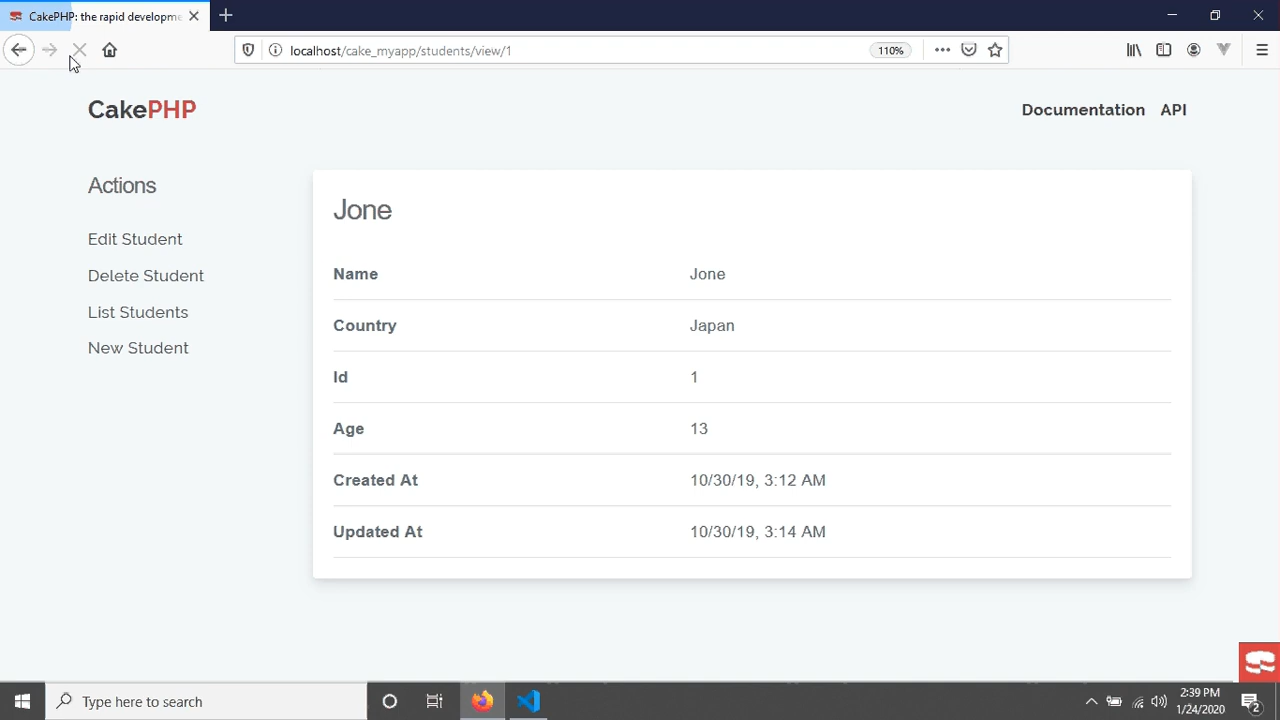 CakePHP: the rapid developme
localhost/cake_myapp/students/view/1
110%
CakePHP
Documentation API
Actions
Edit Student
Delete Student
List Students
New Student
Jone
Name Jone
Country Japan
Id 1
Age 13
Created At 10/30/19, 3:12 AM
Updated At 10/30/19, 3:14 AM
Type here to search
2:39 PM
1/24/2020
2